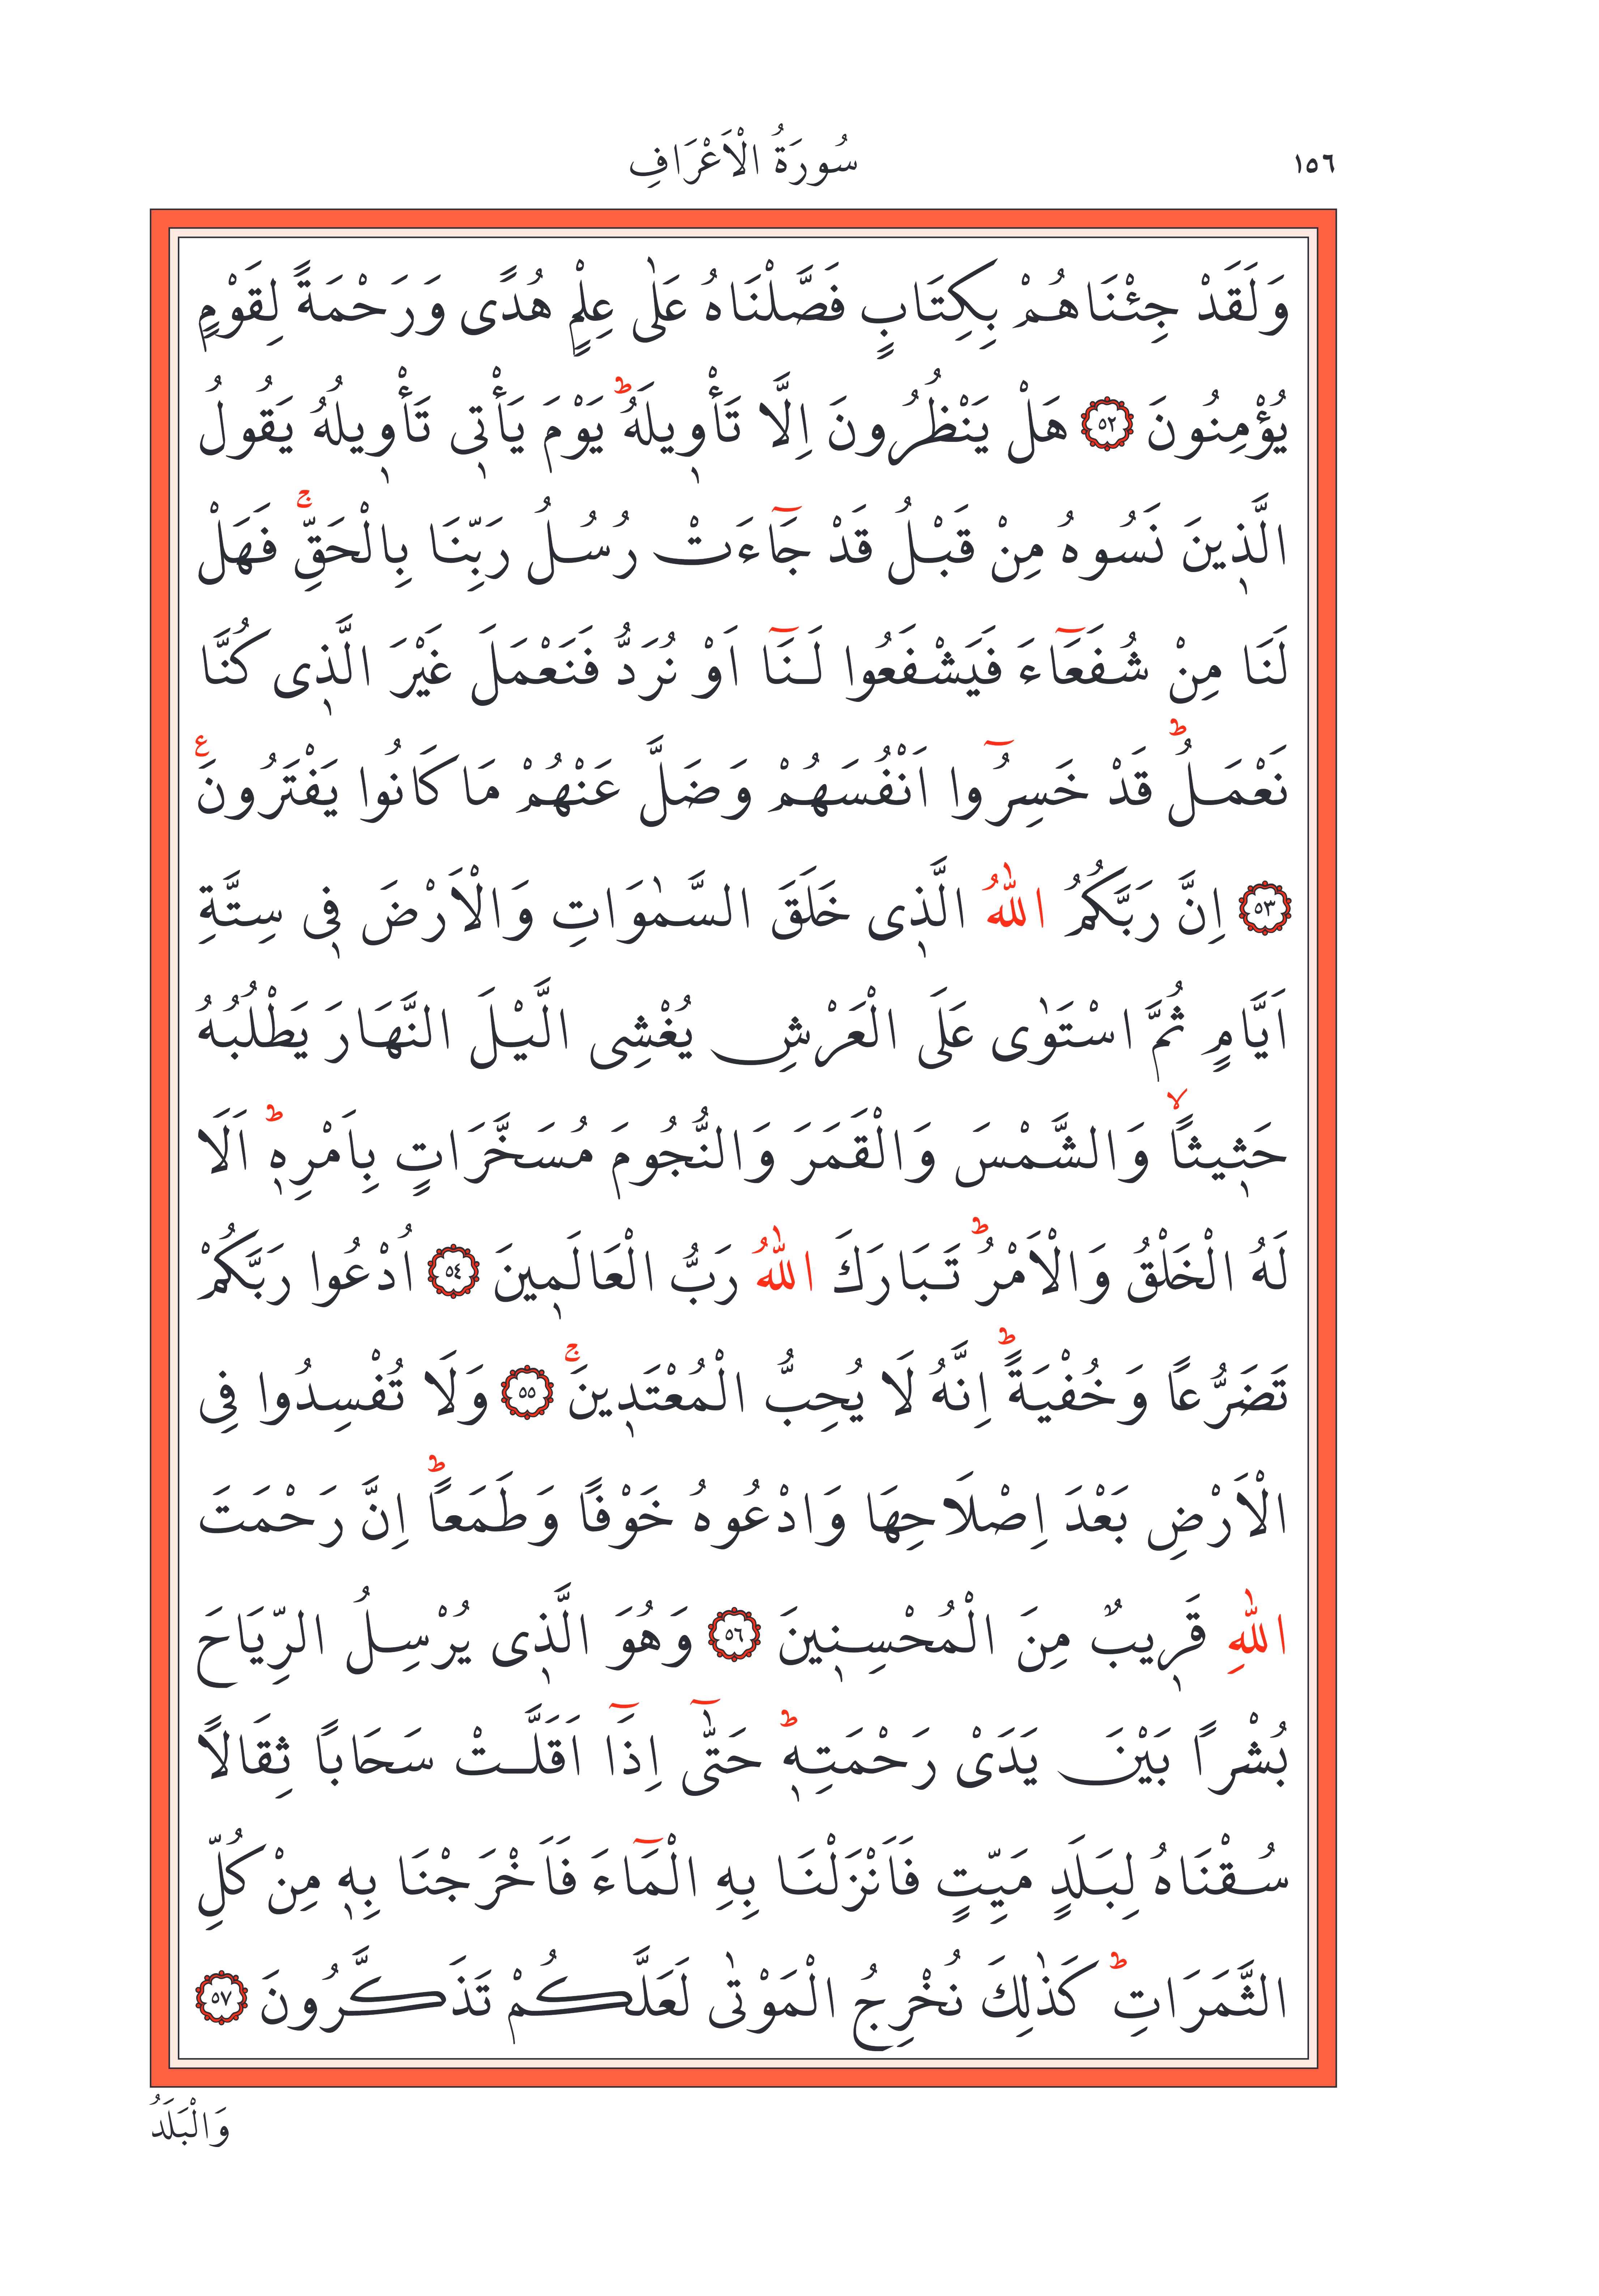 ١٥٦
سُورَةُ الْاَعْرَافِ
وَلَقَدْ جِئْنَاهُمْ بِكِتَابٍ فَصَّلْنَاهُ عَلٰى عِلْمٍ هُدًى وَرَحْمَةً لِقَوْمٍ
يُؤْمِنُونَ ﴿٥٢﴾ هَلْ يَنْظُرُونَ اِلَّا تَأْو۪يلَهُۜ يَوْمَ يَأْت۪ي تَأْو۪يلُهُ يَقُولُ
الَّذ۪ينَ نَسُوهُ مِنْ قَبْلُ قَدْ جَٓاءَتْ رُسُلُ رَبِّنَا بِالْحَقِّۚ فَهَلْ
لَنَا مِنْ شُفَعَٓاءَ فَيَشْفَعُوا لَنَٓا اَوْ نُرَدُّ فَنَعْمَلَ غَيْرَ الَّذ۪ي كُنَّا
نَعْمَلُۜ قَدْ خَسِرُٓوا اَنْفُسَهُمْ وَضَلَّ عَنْهُمْ مَا كَانُوا يَفْتَرُونَ۟
﴿٥٣﴾ اِنَّ رَبَّكُمُ اللّٰهُ الَّذ۪ي خَلَقَ السَّمٰوَاتِ وَالْاَرْضَ ف۪ي سِتَّةِ
اَيَّامٍ ثُمَّ اسْتَوٰى عَلَى الْعَرْشِ يُغْشِي الَّيْلَ النَّهَارَ يَطْلُبُهُ
حَث۪يثًاۙ وَالشَّمْسَ وَالْقَمَرَ وَالنُّجُومَ مُسَخَّرَاتٍ بِاَمْرِه۪ۜ اَلَا
لَهُ الْخَلْقُ وَالْاَمْرُۜ تَبَارَكَ اللّٰهُ رَبُّ الْعَالَم۪ينَ ﴿٥٤﴾ اُدْعُوا رَبَّكُمْ
تَضَرُّعًا وَخُفْيَةًۜ اِنَّهُ لَا يُحِبُّ الْمُعْتَد۪ينَۚ ﴿٥٥﴾ وَلَا تُفْسِدُوا فِي
الْاَرْضِ بَعْدَ اِصْلَاحِهَا وَادْعُوهُ خَوْفًا وَطَمَعًاۜ اِنَّ رَحْمَتَ
اللّٰهِ قَر۪يبٌ مِنَ الْمُحْسِن۪ينَ ﴿٥٦﴾ وَهُوَ الَّذ۪ي يُرْسِلُ الرِّيَاحَ
بُشْرًا بَيْنَ يَدَيْ رَحْمَتِه۪ۜ حَتّٰٓى اِذَٓا اَقَلَّتْ سَحَابًا ثِقَالًا
سُقْنَاهُ لِبَلَدٍ مَيِّتٍ فَاَنْزَلْنَا بِهِ الْمَٓاءَ فَاَخْرَجْنَا بِه۪ مِنْ كُلِّ
الثَّمَرَاتِۜ كَذٰلِكَ نُخْرِجُ الْمَوْتٰى لَعَلَّكُمْ تَذَكَّرُونَ ﴿٥٧﴾
وَالْبَلَدُ